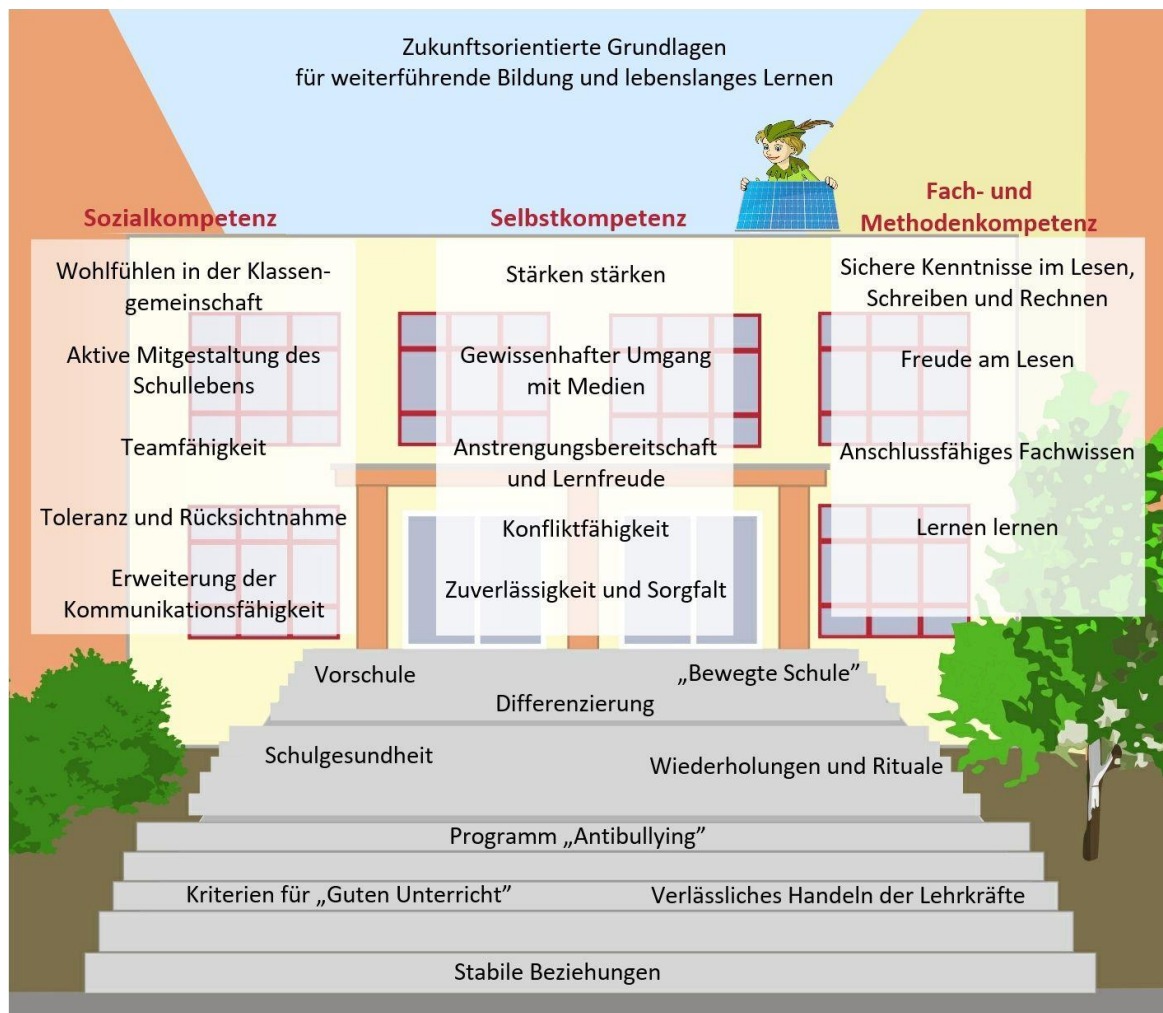 Zukunftsorientierte Grundlagen
für weiterführende Bildung und lebenslanges Lernen
Sozialkompetenz
Wohlfühlen in der Klassen-
gemeinschaft
Aktive Mitgestaltung des
Schullebens
Teamfähigkeit
Toleranz und Rücksichtnahme
Erweiterung der
Kommunikationsfähigkeit
Selbstkompetenz
Stärken stärken
Gewissenhafter Umgang
mit Medien
Anstrengungsbereitschaft
und Lernfreude
Konfliktfähigkeit
Zuverlässigkeit und Sorgfalt
Fach- und
Methodenkompetenz
Sichere Kenntnisse im Lesen,
Schreiben und Rechnen
Freude am Lesen
Anschlussfähiges Fachwissen
Lernen lernen
Vorschule
„Bewegte Schule”
Differenzierung
Schulgesundheit
Wiederholungen und Rituale
Programm „Antibullying”
Kriterien für „Guten Unterricht”
Verlässliches Handeln der Lehrkräfte
Stabile Beziehungen